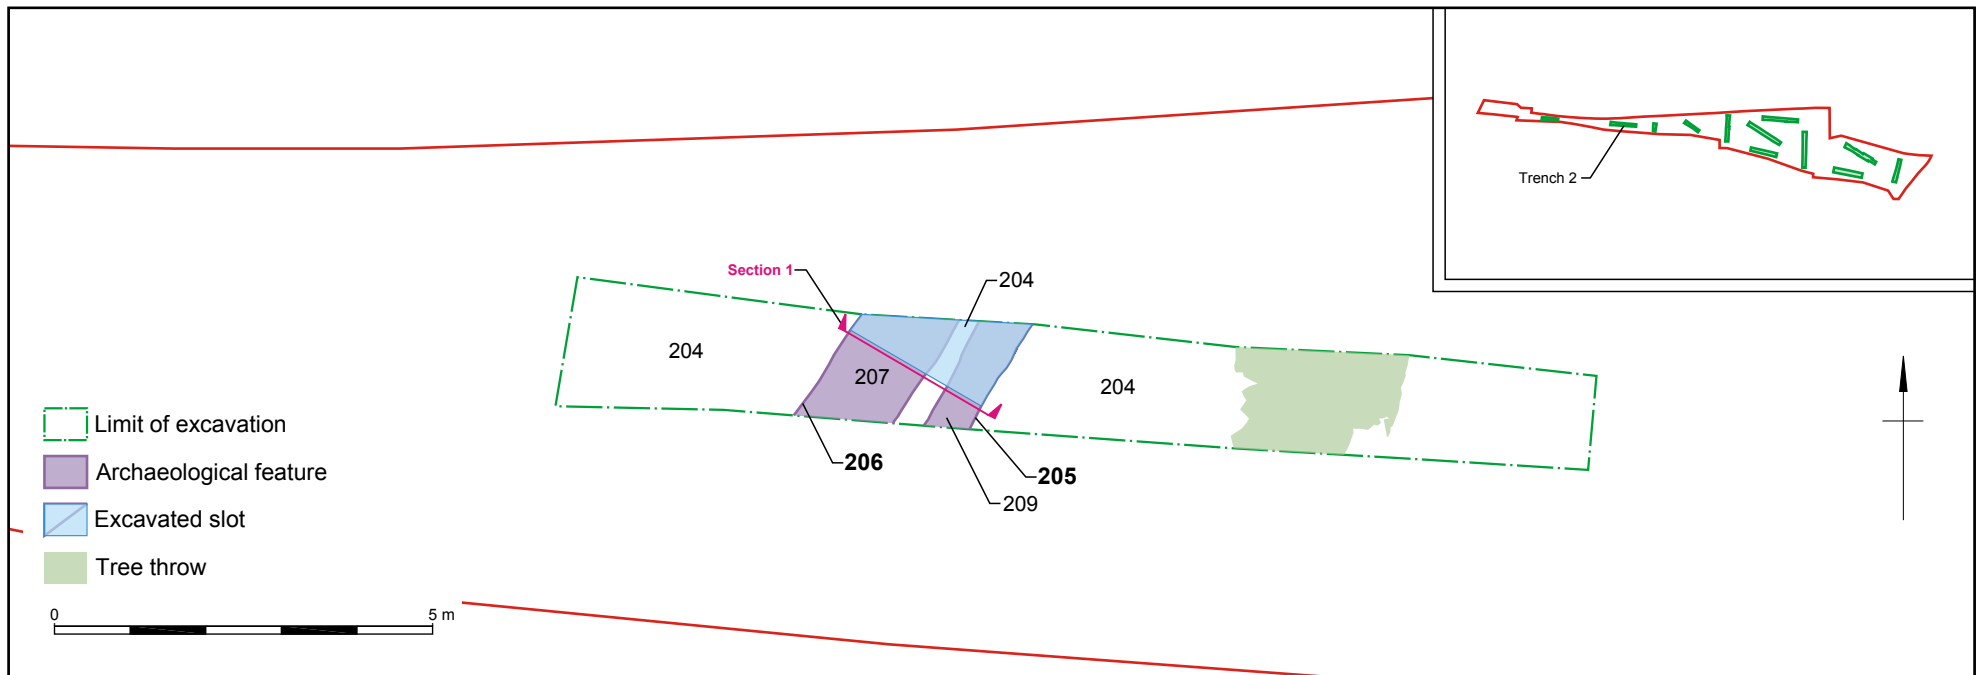 Trench 2
Section 1
204
204
207
204
206
205
209
Limit of excavation
Archaeological feature
Excavated slot
Tree throw
0 5 m